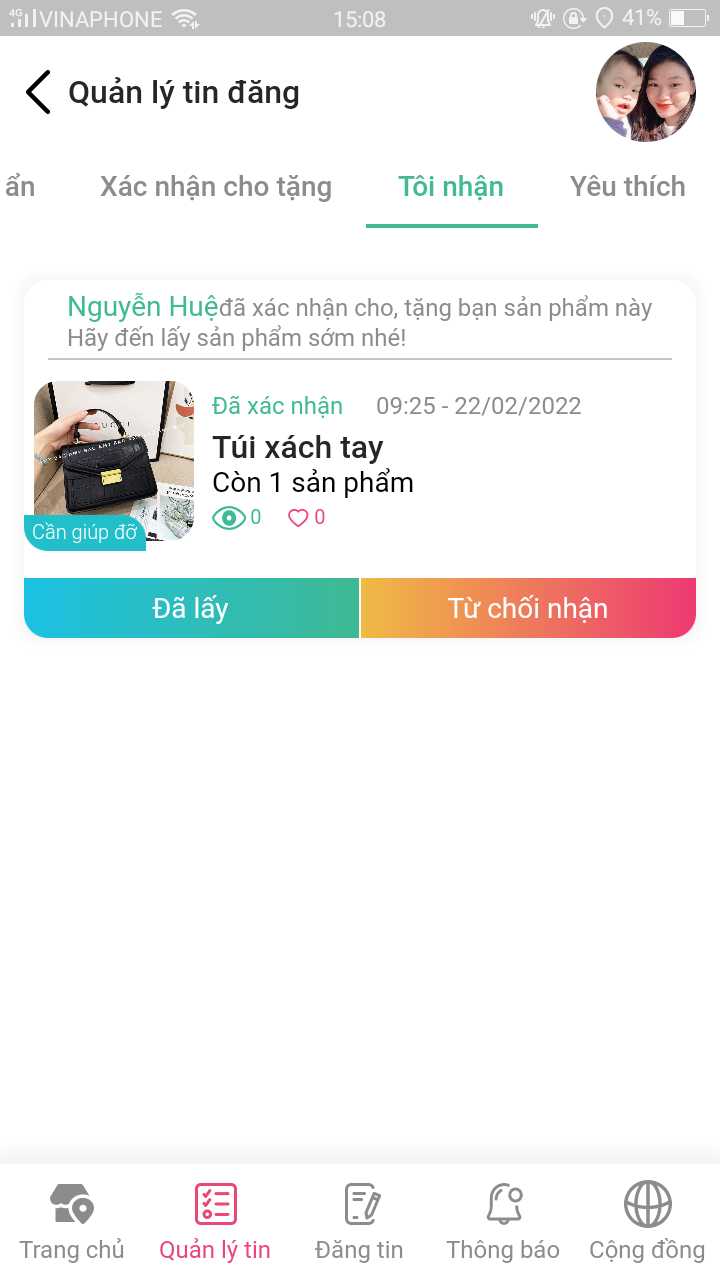 4G VINAPHONE 15:08 41%
Quản lý tin đăng
ẩn Xác nhận cho tặng Tôi nhận Yêu thích
Nguyễn Huệđã xác nhận cho, tặng bạn sản phẩm này
Hãy đến lấy sản phẩm sớm nhé!
Đã xác nhận 09:25 - 22/02/2022
Túi xách tay
Còn 1 sản phẩm
0 0
Cần giúp đỡ
Đã lấy Từ chối nhận
Trang chủ Quản lý tin Đăng tin Thông báo Cộng đồng